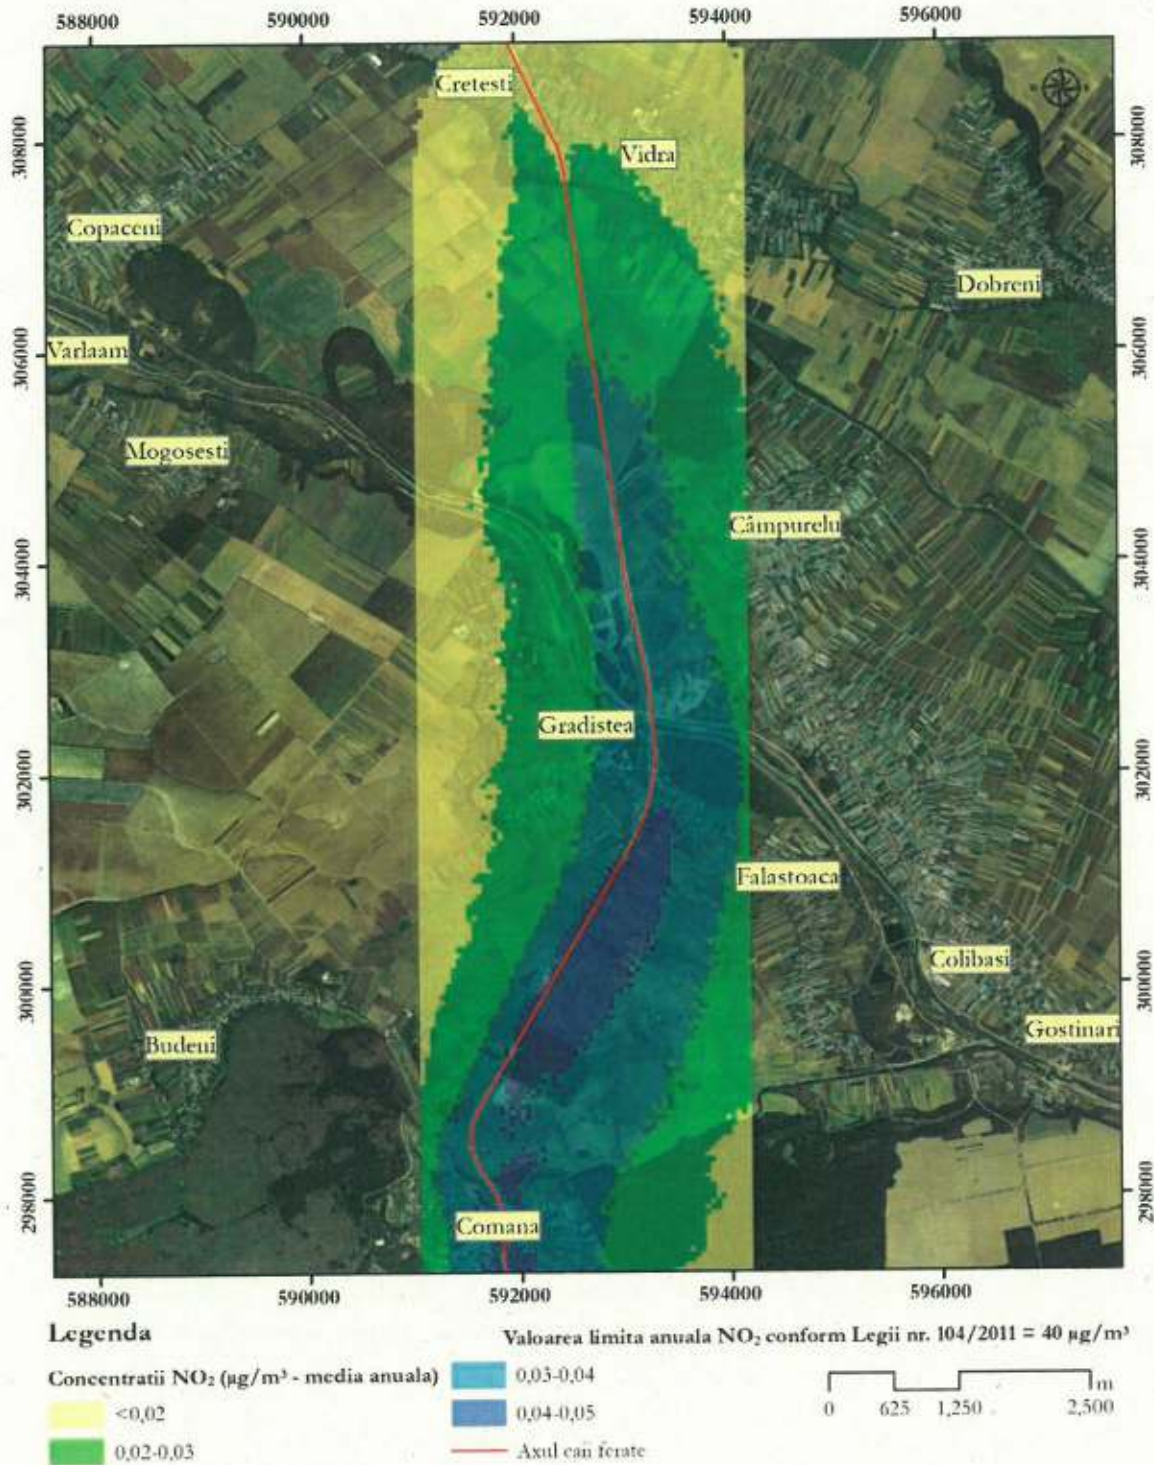 588000 590000 592000 594000 596000
Cretesti
308000
308000
Vidra
Copaceni
Dobreni
Varlaam
306000
306000
Mogosesti
Câmpurelu
304000
304000
Gradistea
302000
302000
Falastoaca
Colibasi
300000
300000
Gostinari
Budeni
298000
298000
Comana
588000 590000 592000 594000 596000
Legenda
Valoarea limita anuala NO₂ conform Legii nr. 104/2011 = 40 µg/m³
Concentratii NO₂ (µg/m³ - media anuala)
0,03-0,04
<0,02
0,04-0,05
0,02-0,03
Axul caii ferate
m
0 625 1,250 2,500